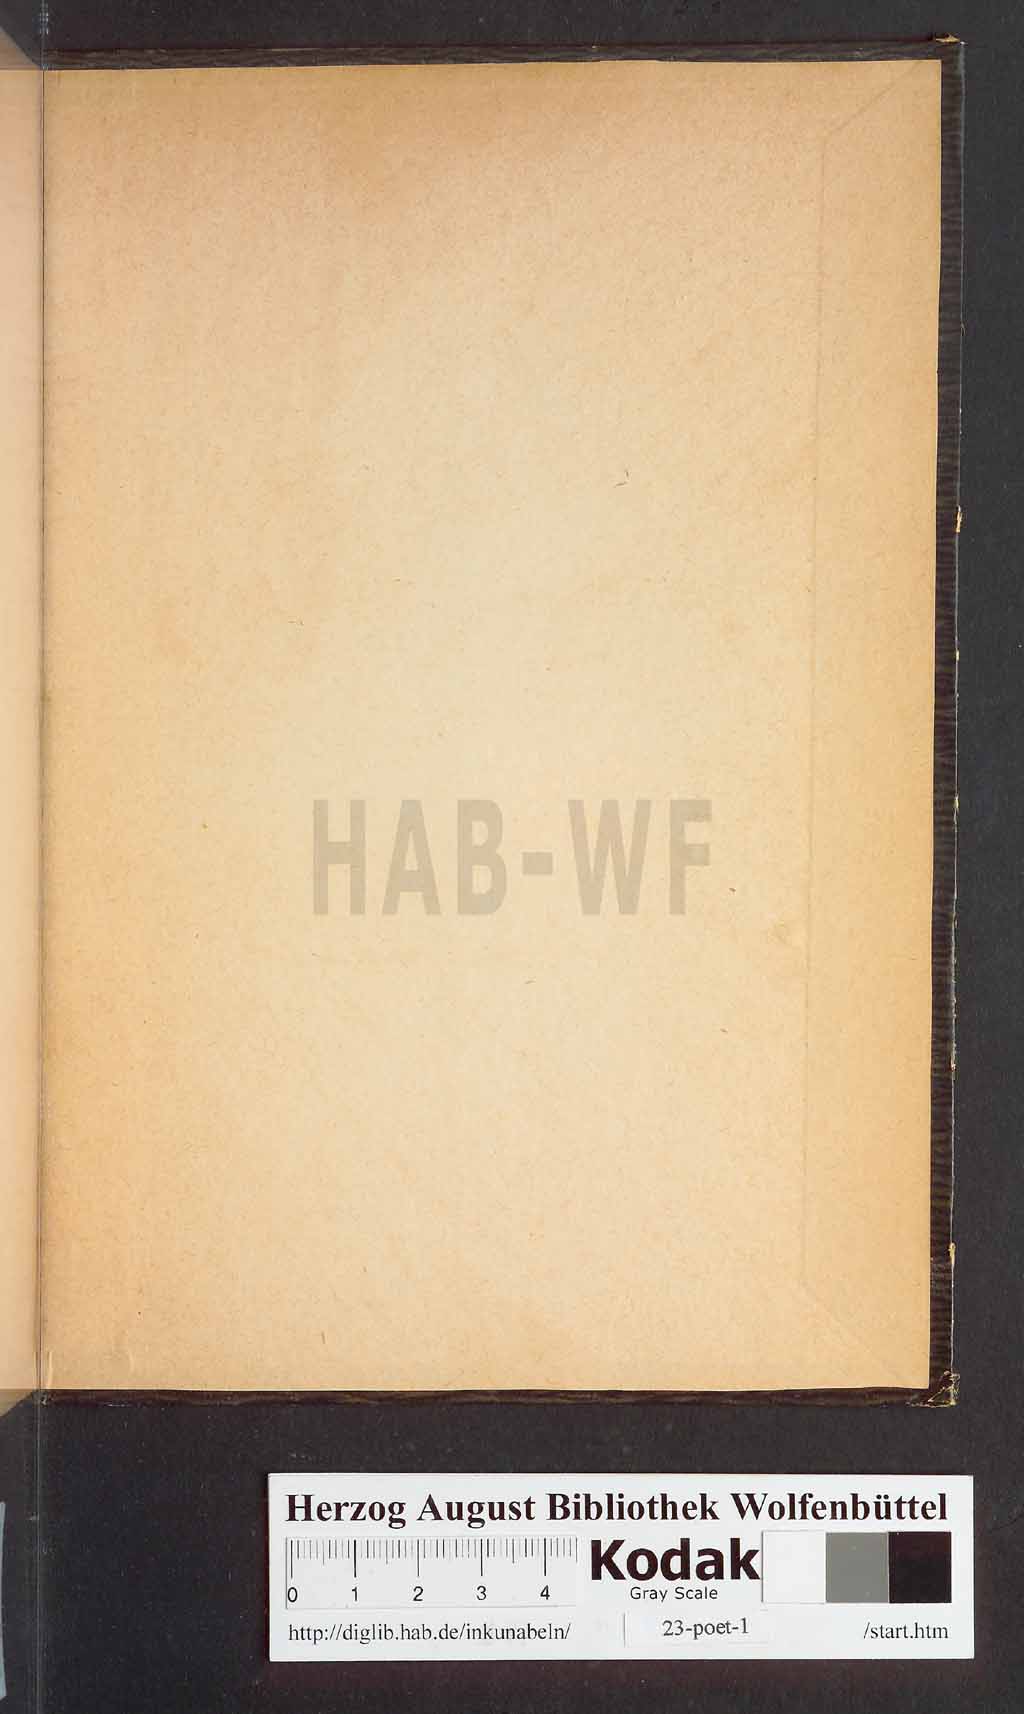 HAB-WF
Herzog August Bibliothek Wolfenbüttel
0 1 2 3 4
Kodak
Gray Scale
http://diglib.hab.de/inkunabeln/ 23-poet-1 /start.htm